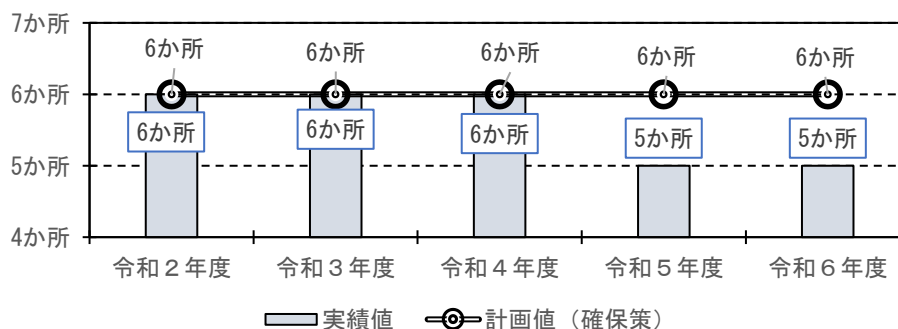 7か所
6か所
5か所
4か所
6か所 6か所 6か所 6か所 6か所
6か所 6か所 6か所 5か所 5か所
令和２年度 令和３年度 令和４年度 令和５年度 令和６年度
実績値 計画値（確保策）